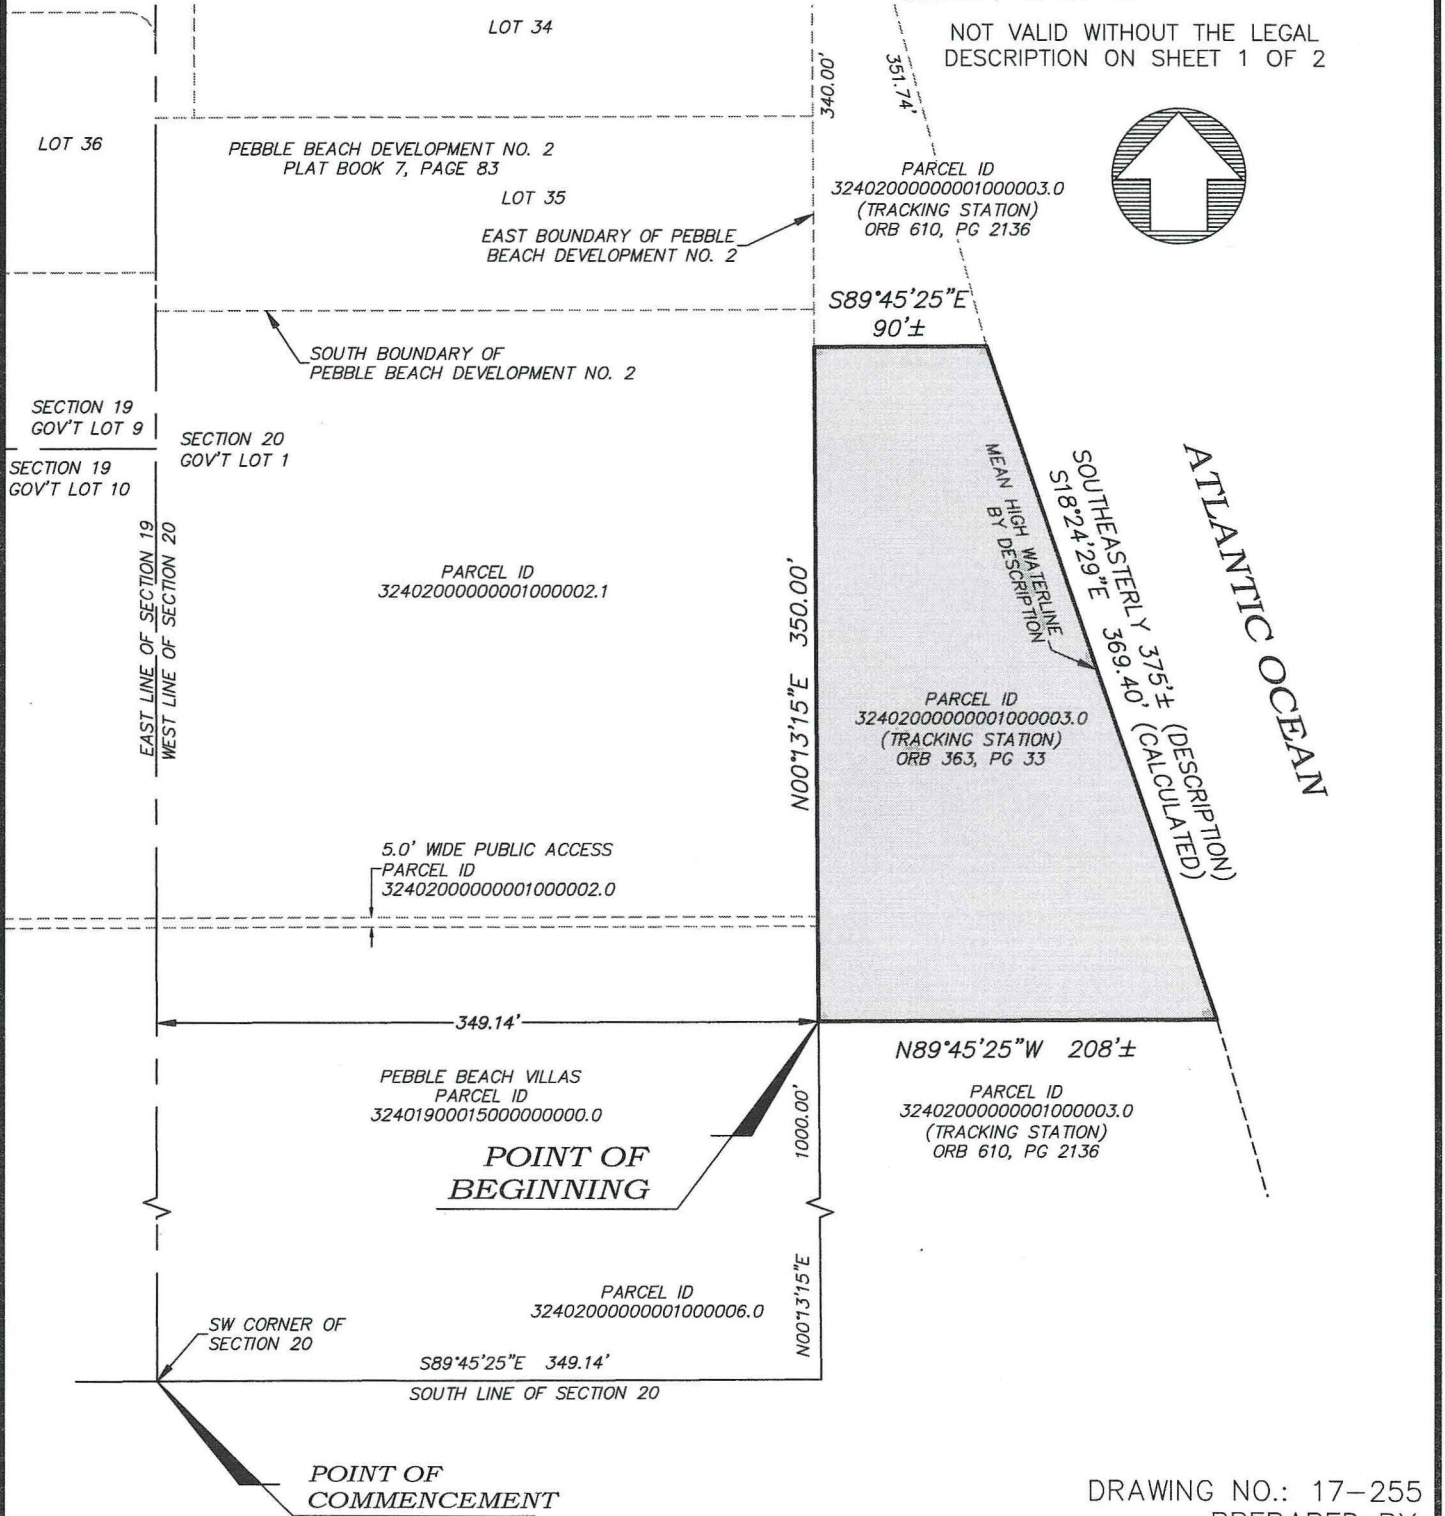 NOT VALID WITHOUT THE LEGAL
DESCRIPTION ON SHEET 1 OF 2
LOT 34
340.00'
351.74'
LOT 36
PEBBLE BEACH DEVELOPMENT NO. 2
PLAT BOOK 7, PAGE 83
LOT 35
EAST BOUNDARY OF PEBBLE
BEACH DEVELOPMENT NO. 2
PARCEL ID
32402000000001000003.0
(TRACKING STATION)
ORB 610, PG 2136
S89°45'25"E
90'±
SOUTH BOUNDARY OF
PEBBLE BEACH DEVELOPMENT NO. 2
SECTION 19
GOV'T LOT 9
SECTION 20
GOV'T LOT 1
SECTION 19
GOV'T LOT 10
EAST LINE OF SECTION 19
WEST LINE OF SECTION 20
PARCEL ID
32402000000001000002.1
N00°13'15"E 350.00'
MEAN HIGH WATERLINE
BY DESCRIPTION
SOUTHEASTERLY 375'± (DESCRIPTION)
S18°24'29"E 369.40' (CALCULATED)
ATLANTIC OCEAN
PARCEL ID
32402000000001000003.0
(TRACKING STATION)
ORB 363, PG 33
5.0' WIDE PUBLIC ACCESS
PARCEL ID
32402000000001000002.0
349.14'
N89°45'25"W 208'±
PEBBLE BEACH VILLAS
PARCEL ID
32401900015000000000.0
PARCEL ID
32402000000001000003.0
(TRACKING STATION)
ORB 610, PG 2136
POINT OF
BEGINNING
1000.00'
N00°13'15"E
PARCEL ID
32402000000001000006.0
SW CORNER OF
SECTION 20
S89°45'25"E 349.14'
SOUTH LINE OF SECTION 20
POINT OF
COMMENCEMENT
DRAWING NO.: 17-255
PREPARED BY